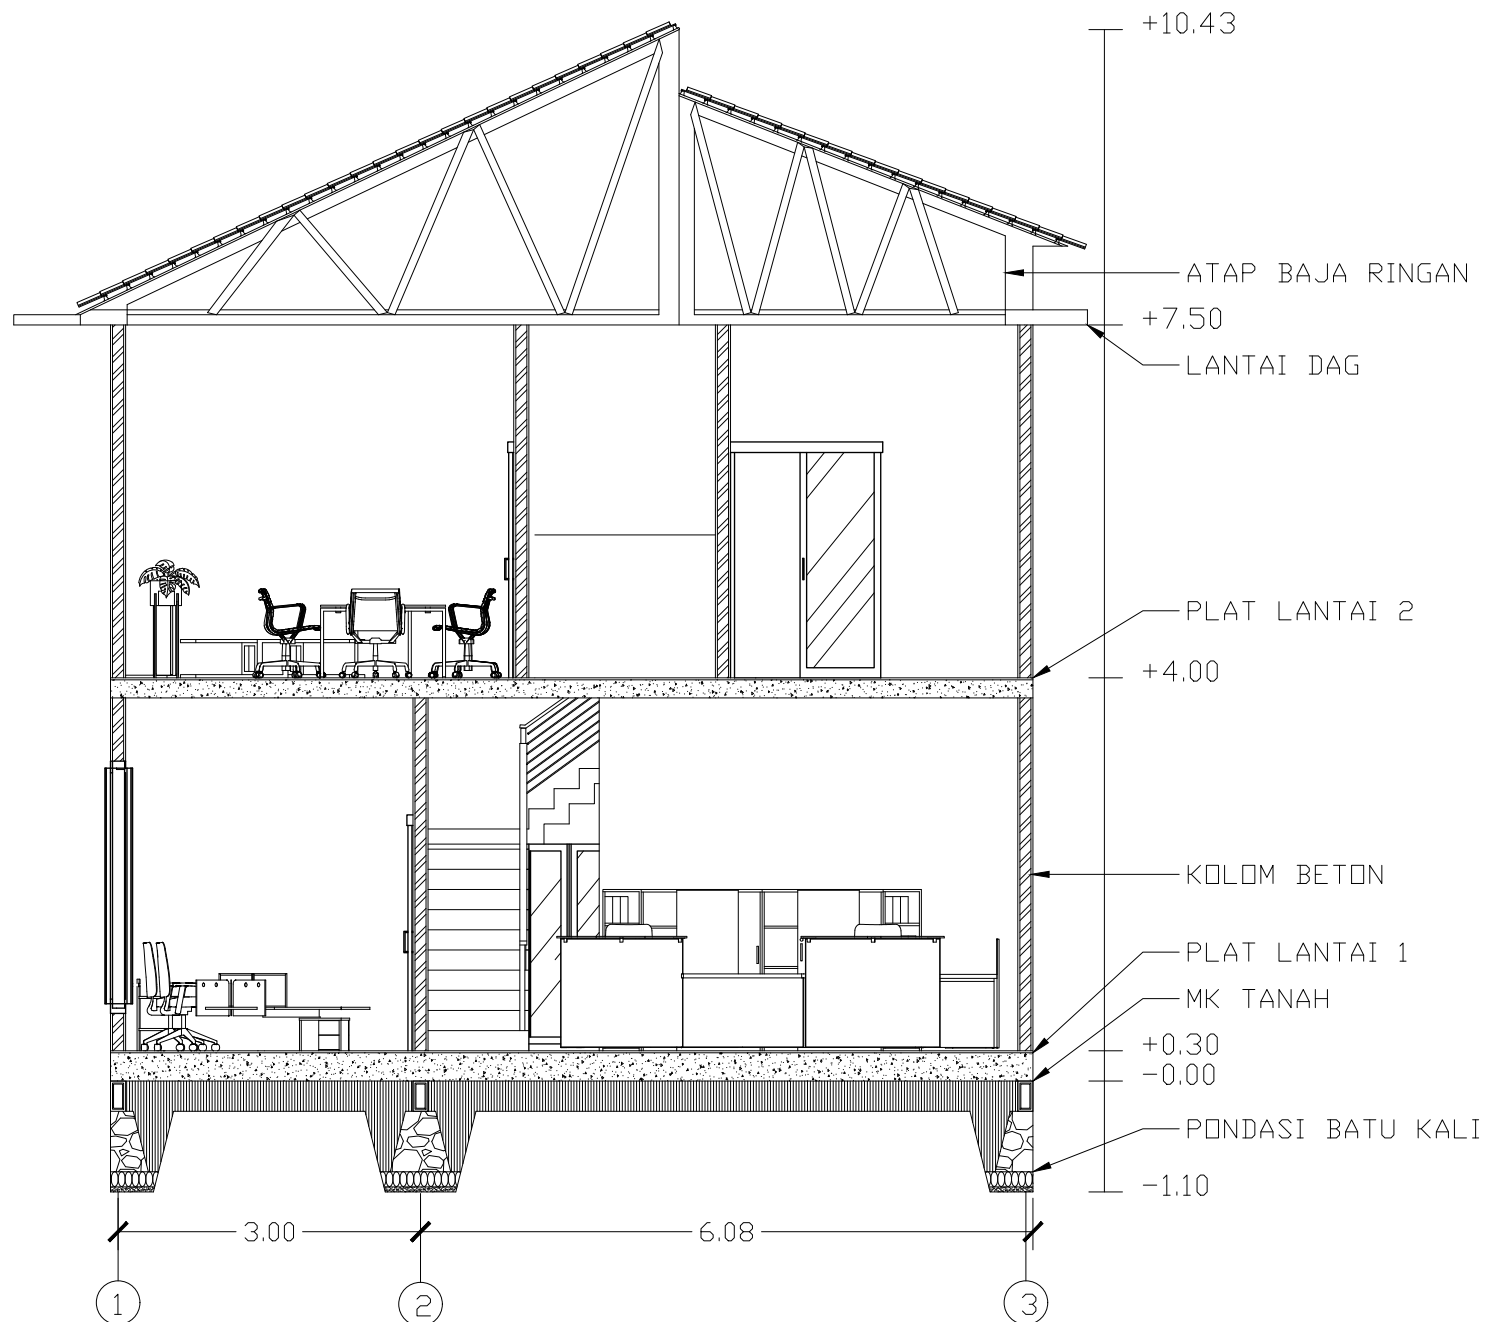 +10.43
ATAP BAJA RINGAN
+7.50
LANTAI DAG
PLAT LANTAI 2
+4.00
KOLOM BETON
PLAT LANTAI 1
MK TANAH
+0.30
-0.00
PONDASI BATU KALI
-1.10
3.00 6.08
1 2 3